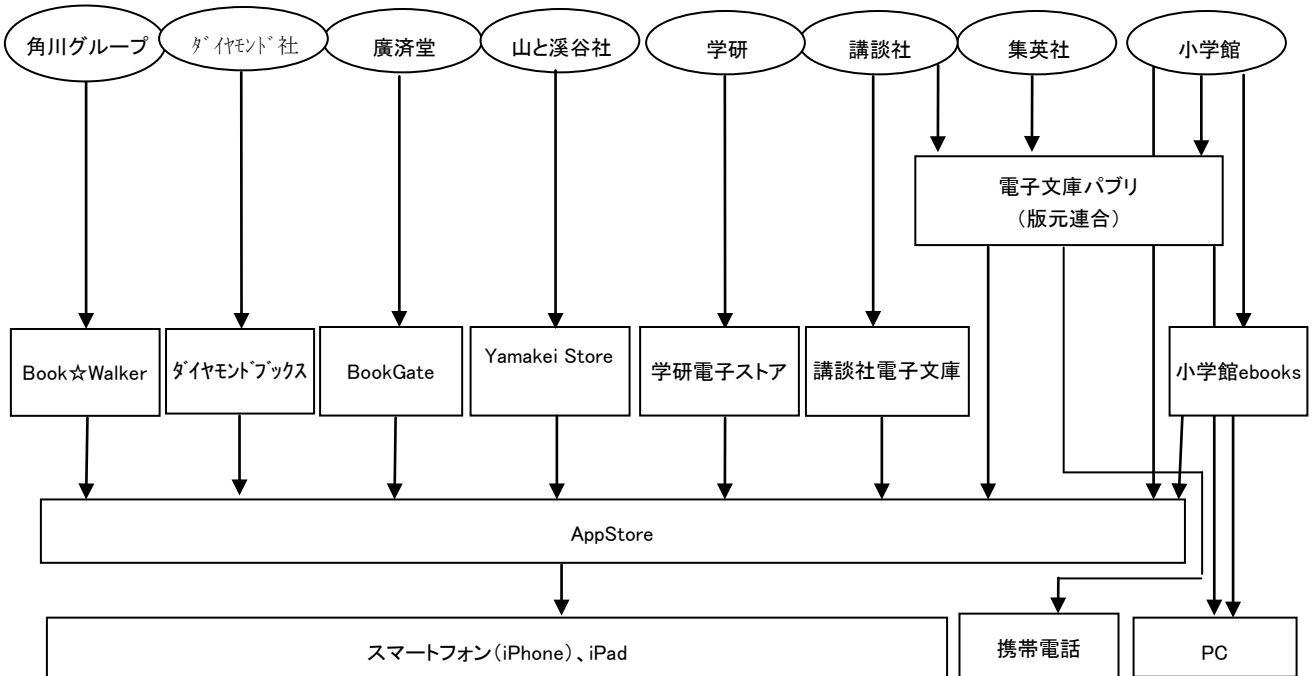 角川グループ
ﾀﾞｲﾔﾓﾝﾄﾞ社
廣済堂
山と溪谷社
学研
講談社
集英社
小学館
電子文庫パブリ
（版元連合）
Book☆Walker
ﾀﾞｲﾔﾓﾝﾄﾞﾌﾞｯｸｽ
BookGate
Yamakei Store
学研電子ストア
講談社電子文庫
小学館ebooks
AppStore
スマートフォン（iPhone）、iPad
携帯電話
PC